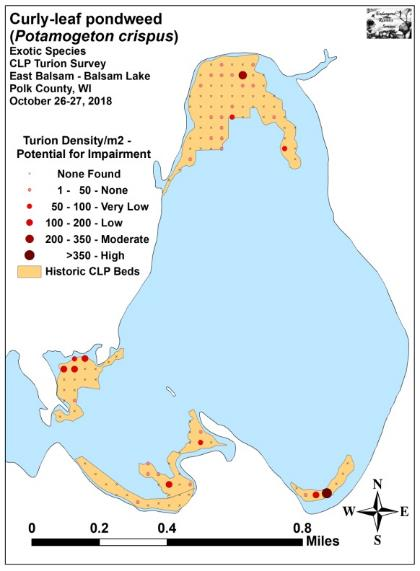 Curly-leaf pondweed
(Potamogeton crispus)
Exotic Species
CLP Turion Survey
East Balsam - Balsam Lake
Polk County, WI
October 26-27, 2018
Turion Density/m2 -
Potential for Impairment
None Found
1 - 50 - None
50 - 100 - Very Low
100 - 200 - Low
200 - 350 - Moderate
>350 - High
Historic CLP Beds
N
W E
S
0 0.2 0.4 0.8
Miles